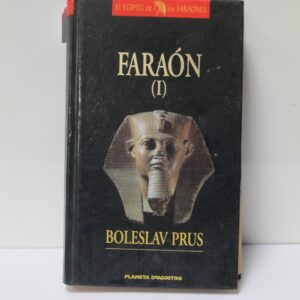 El EGIPTO de los FARAONES
FARAÓN
(I)
BOLESLAV PRUS
PLANETA DEAGOSTINI